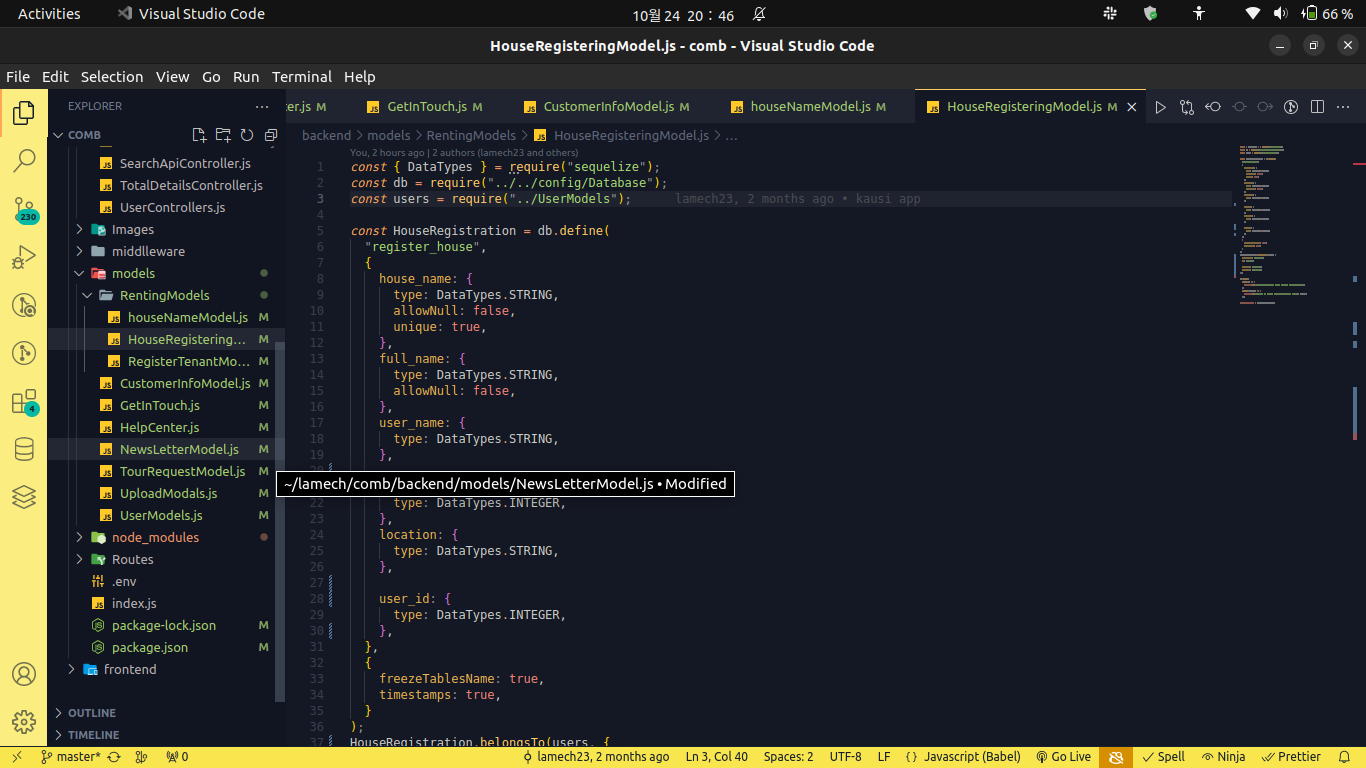 Activities
Visual Studio Code
10월 24 20 : 46
66 %
HouseRegisteringModel.js - comb - Visual Studio Code
File Edit Selection View Go Run Terminal Help
EXPLORER
ter.js M
GetInTouch.js M
CustomerInfoModel.js M
houseNameModel.js M
HouseRegisteringModel.js M
COMB
backend > models > RentingModels > HouseRegisteringModel.js > ...
SearchApiController.js
TotalDetailsController.js
UserControllers.js
Images
middlleware
models
RentingModels
houseNameModel.js M
HouseRegistering... M
RegisterTenantMo... M
CustomerInfoModel.js M
GetInTouch.js M
HelpCenter.js M
NewsLetterModel.js M
TourRequestModel.js M
UploadModals.js M
UserModels.js M
node_modules
Routes
.env
index.js
package-lock.json M
package.json M
frontend
OUTLINE
TIMELINE
230
4
You, 2 hours ago | 2 authors (lamech23 and others)
1 const { DataTypes } = require("sequelize");
2 const db = require("../../config/Database");
3 const users = require("../UserModels"); lamech23, 2 months ago • kausi app
4
5 const HouseRegistration = db.define(
6 "register_house",
7 {
8 house_name: {
9 type: DataTypes.STRING,
10 allowNull: false,
11 unique: true,
12 },
13 full_name: {
14 type: DataTypes.STRING,
15 allowNull: false,
16 },
17 user_name: {
18 type: DataTypes.STRING,
19 },
~/lamech/comb/backend/models/NewsLetterModel.js • Modified
22 type: DataTypes.INTEGER,
23 },
24 location: {
25 type: DataTypes.STRING,
26 },
27
28 user_id: {
29 type: DataTypes.INTEGER,
30 },
31 },
32 {
33 freezeTablesName: true,
34 timestamps: true,
35 }
36 );
37 HouseRegistration.belongsTo(users, {
master*
0
lamech23, 2 months ago
Ln 3, Col 40
Spaces: 2
UTF-8
LF
{ } Javascript (Babel)
Go Live
Spell
Ninja
Prettier